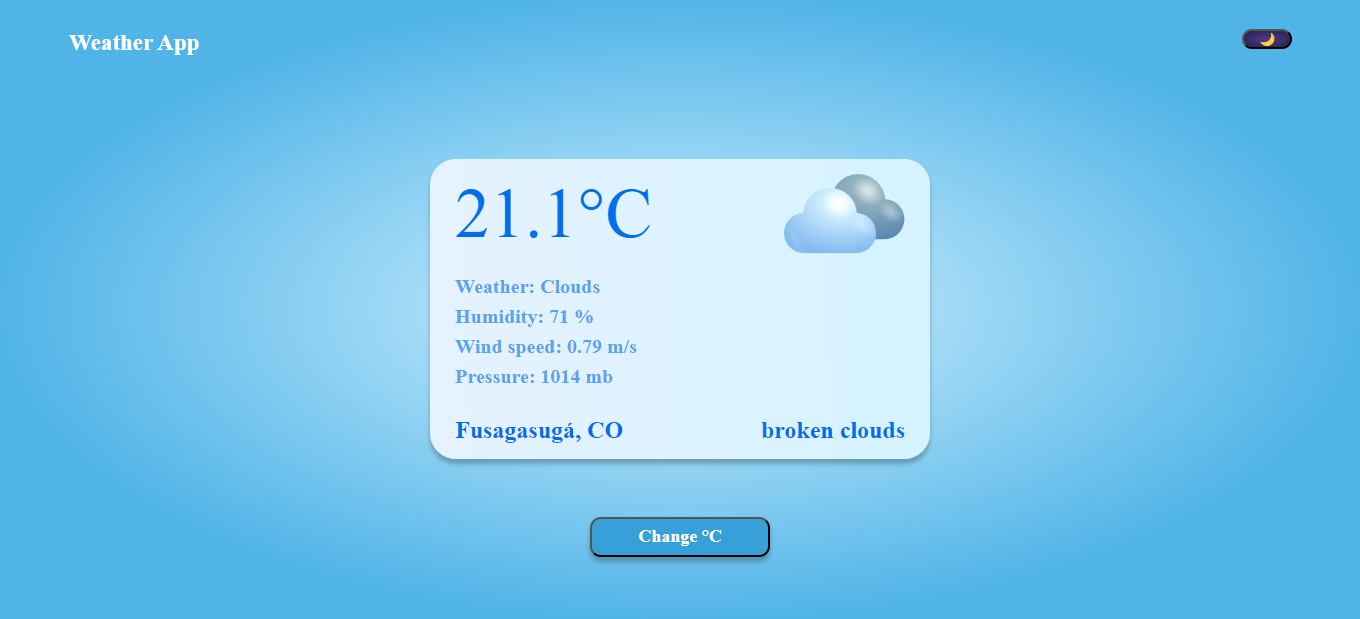 Weather App
21.1°C
Weather: Clouds
Humidity: 71 %
Wind speed: 0.79 m/s
Pressure: 1014 mb
Fusagasugá, CO
broken clouds
Change °C